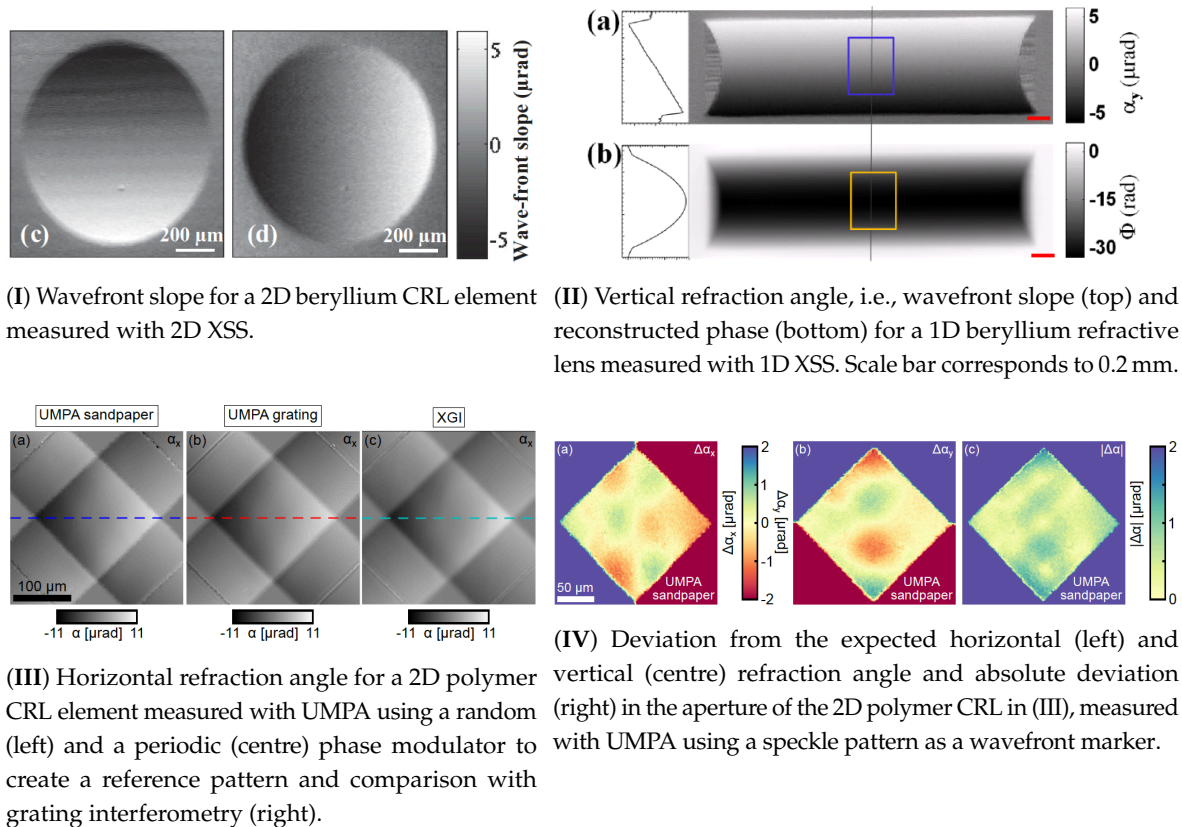 5
0
-5
Wave-front slope (μrad)
(c)
200 μm
(d)
200 μm
(I) Wavefront slope for a 2D beryllium CRL element
measured with 2D XSS.
(a)
5
0
-5
αy (μrad)
(b)
0
-15
-30
Φ (rad)
(II) Vertical refraction angle, i.e., wavefront slope (top) and
reconstructed phase (bottom) for a 1D beryllium refractive
lens measured with 1D XSS. Scale bar corresponds to 0.2 mm.
UMPA sandpaper
UMPA grating
XGI
(a)
αx
(b)
αx
(c)
αx
100 μm
-11 α [μrad] 11
-11 α [μrad] 11
-11 α [μrad] 11
(III) Horizontal refraction angle for a 2D polymer
CRL element measured with UMPA using a random
(left) and a periodic (centre) phase modulator to
create a reference pattern and comparison with
grating interferometry (right).
(a)
Δαx
50 μm
UMPA
sandpaper
2
1
0
-1
-2
Δαx [μrad]
Δαy [μrad]
(b)
Δαy
UMPA
sandpaper
(c)
|Δα|
UMPA
sandpaper
2
1
0
|Δα| [μrad]
(IV) Deviation from the expected horizontal (left) and
vertical (centre) refraction angle and absolute deviation
(right) in the aperture of the 2D polymer CRL in (III), measured
with UMPA using a speckle pattern as a wavefront marker.